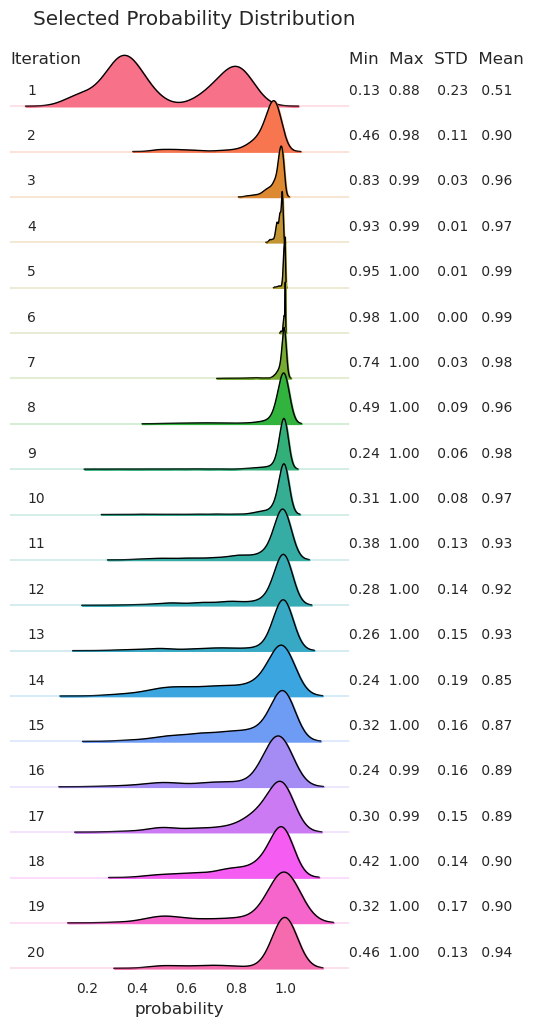 Selected Probability Distribution
Iteration Min Max STD Mean
1 0.13 0.88 0.23 0.51
2 0.46 0.98 0.11 0.90
3 0.83 0.99 0.03 0.96
4 0.93 0.99 0.01 0.97
5 0.95 1.00 0.01 0.99
6 0.98 1.00 0.00 0.99
7 0.74 1.00 0.03 0.98
8 0.49 1.00 0.09 0.96
9 0.24 1.00 0.06 0.98
10 0.31 1.00 0.08 0.97
11 0.38 1.00 0.13 0.93
12 0.28 1.00 0.14 0.92
13 0.26 1.00 0.15 0.93
14 0.24 1.00 0.19 0.85
15 0.32 1.00 0.16 0.87
16 0.24 0.99 0.16 0.89
17 0.30 0.99 0.15 0.89
18 0.42 1.00 0.14 0.90
19 0.32 1.00 0.17 0.90
20 0.46 1.00 0.13 0.94
0.2 0.4 0.6 0.8 1.0
probability